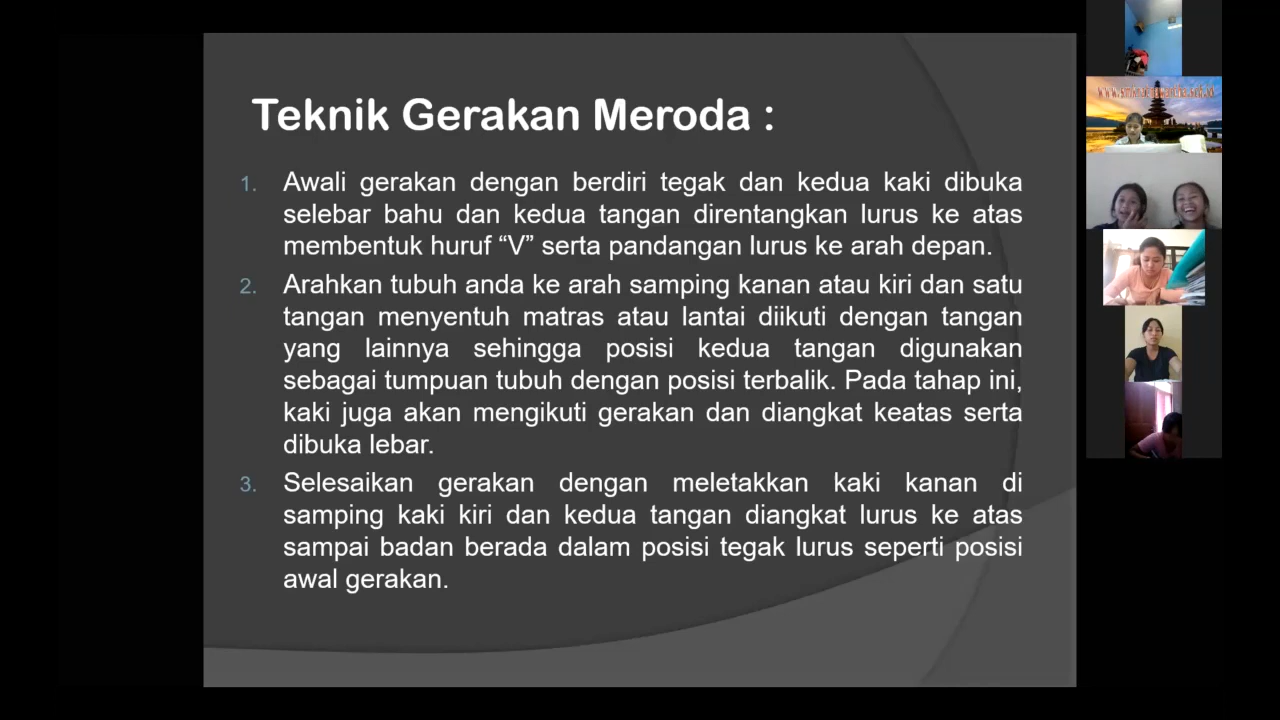 Teknik Gerakan Meroda :
1. Awali gerakan dengan berdiri tegak dan kedua kaki dibuka
selebar bahu dan kedua tangan direntangkan lurus ke atas
membentuk huruf “V” serta pandangan lurus ke arah depan.
2. Arahkan tubuh anda ke arah samping kanan atau kiri dan satu
tangan menyentuh matras atau lantai diikuti dengan tangan
yang lainnya sehingga posisi kedua tangan digunakan
sebagai tumpuan tubuh dengan posisi terbalik. Pada tahap ini,
kaki juga akan mengikuti gerakan dan diangkat keatas serta
dibuka lebar.
3. Selesaikan gerakan dengan meletakkan kaki kanan di
samping kaki kiri dan kedua tangan diangkat lurus ke atas
sampai badan berada dalam posisi tegak lurus seperti posisi
awal gerakan.